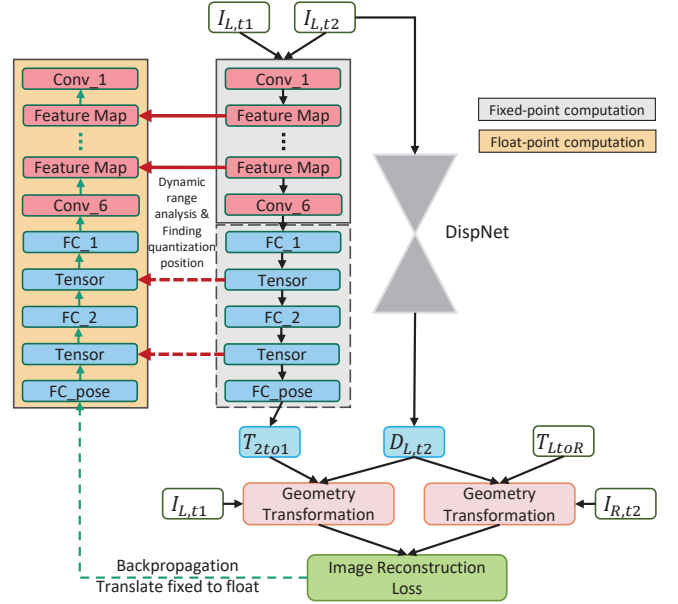 I_{L,t1}
I_{L,t2}
Conv_1
Feature Map
Feature Map
Conv_6
FC_1
Tensor
FC_2
Tensor
FC_pose
Dynamic
range
analysis &
Finding
quantization
position
Conv_1
Feature Map
Feature Map
Conv_6
FC_1
Tensor
FC_2
Tensor
FC_pose
Fixed-point computation
Float-point computation
DispNet
T_{2to1}
D_{L,t2}
T_{LtoR}
I_{L,t1}
Geometry
Transformation
Geometry
Transformation
I_{R,t2}
Backpropagation
Translate fixed to float
Image Reconstruction
Loss